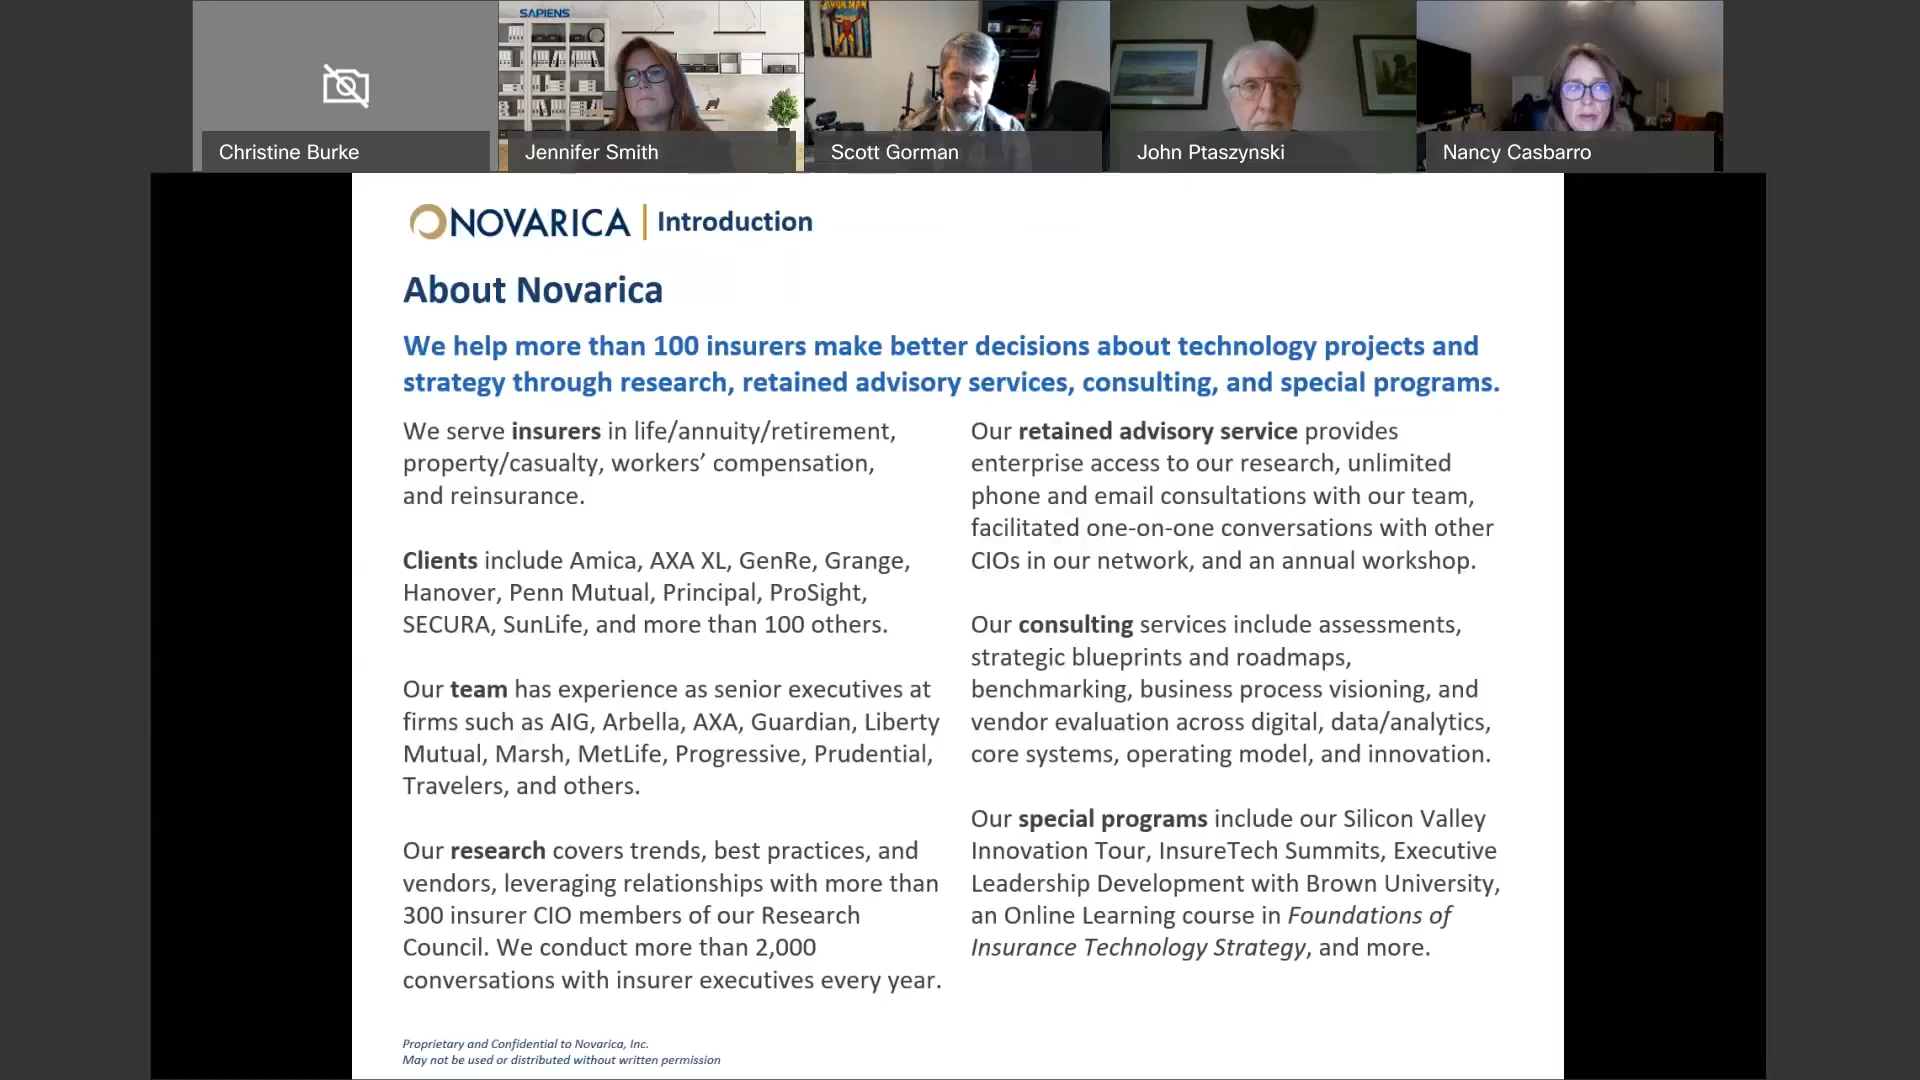 SAPIENS
IRON MAN
Christine Burke
Jennifer Smith
Scott Gorman
John Ptaszynski
Nancy Casbarro
NOVARICA | Introduction
About Novarica
We help more than 100 insurers make better decisions about technology projects and
strategy through research, retained advisory services, consulting, and special programs.
We serve insurers in life/annuity/retirement,
property/casualty, workers’ compensation,
and reinsurance.
Clients include Amica, AXA XL, GenRe, Grange,
Hanover, Penn Mutual, Principal, ProSight,
SECURA, SunLife, and more than 100 others.
Our team has experience as senior executives at
firms such as AIG, Arbella, AXA, Guardian, Liberty
Mutual, Marsh, MetLife, Progressive, Prudential,
Travelers, and others.
Our research covers trends, best practices, and
vendors, leveraging relationships with more than
300 insurer CIO members of our Research
Council. We conduct more than 2,000
conversations with insurer executives every year.
Our retained advisory service provides
enterprise access to our research, unlimited
phone and email consultations with our team,
facilitated one-on-one conversations with other
CIOs in our network, and an annual workshop.
Our consulting services include assessments,
strategic blueprints and roadmaps,
benchmarking, business process visioning, and
vendor evaluation across digital, data/analytics,
core systems, operating model, and innovation.
Our special programs include our Silicon Valley
Innovation Tour, InsureTech Summits, Executive
Leadership Development with Brown University,
an Online Learning course in Foundations of
Insurance Technology Strategy, and more.
Proprietary and Confidential to Novarica, Inc.
May not be used or distributed without written permission